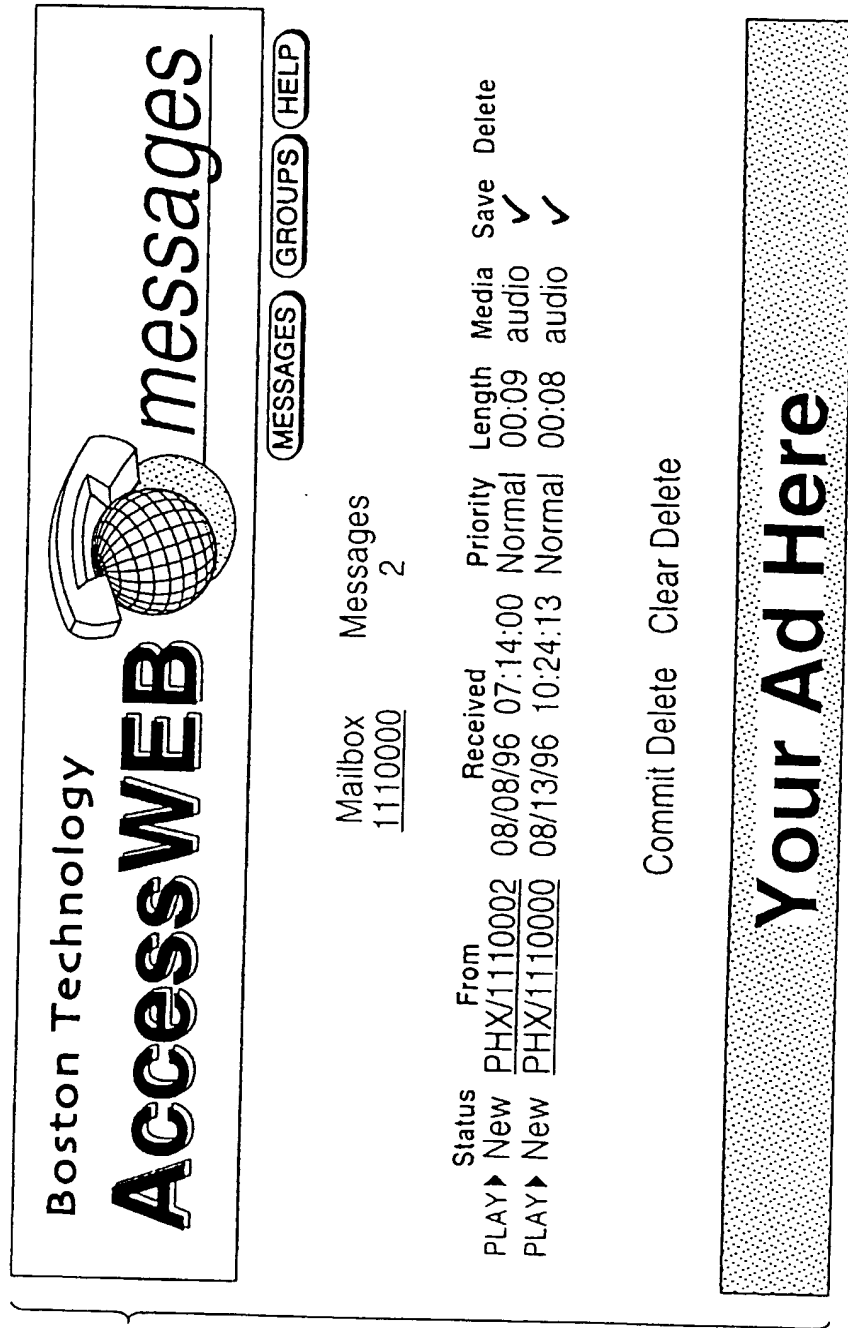 Boston Technology
AccessWEB messages
MESSAGES GROUPS HELP
Mailbox Messages
1110000 2
Status From Received Priority Length Media Save Delete
PLAY▶ New PHX/1110002 08/08/96 07:14:00 Normal 00:09 audio ✓
PLAY▶ New PHX/1110000 08/13/96 10:24:13 Normal 00:08 audio ✓
Commit Delete Clear Delete
Your Ad Here